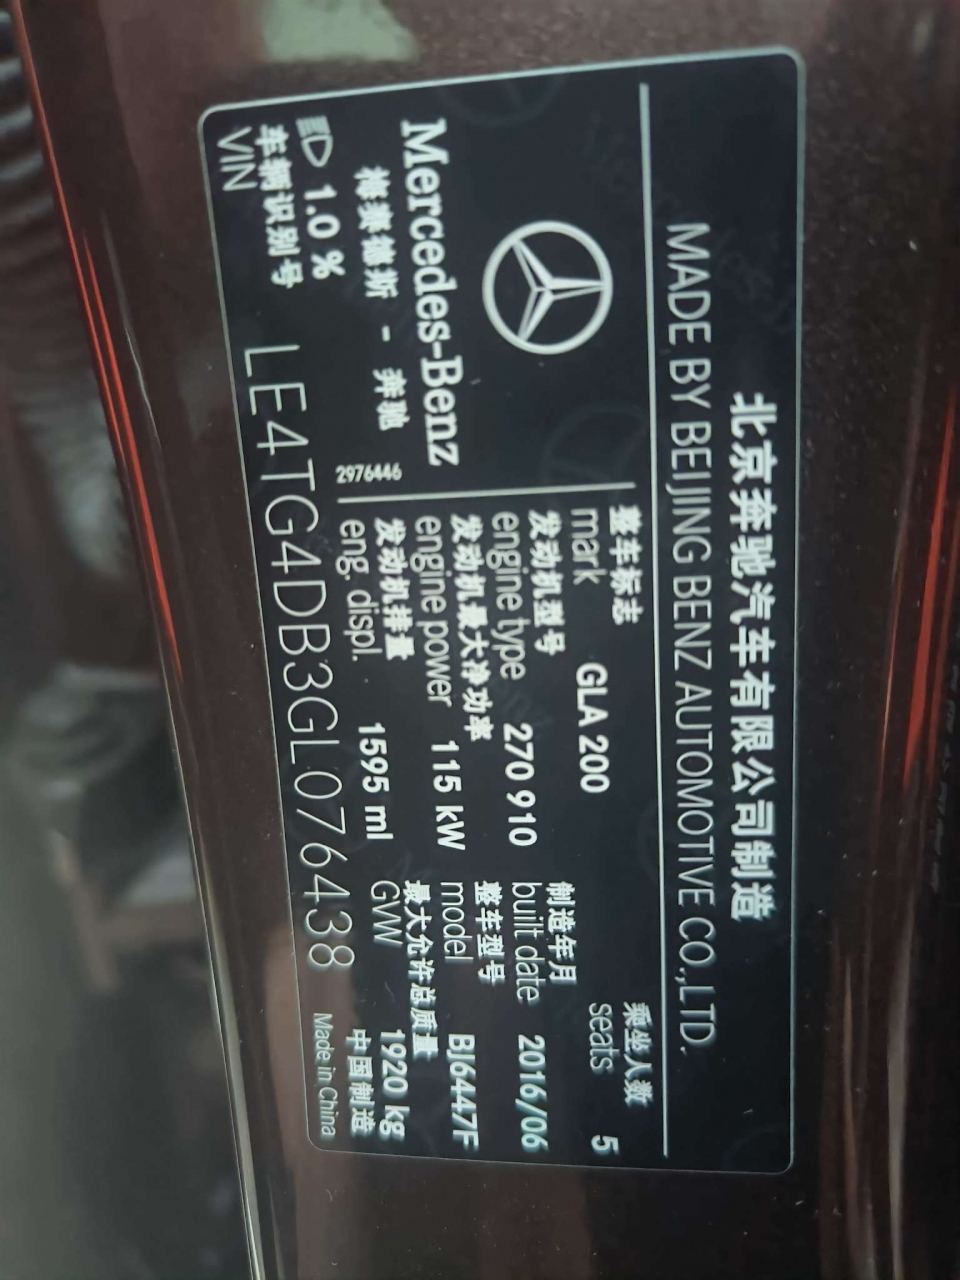 北京奔驰汽车有限公司制造
MADE BY BEIJING BENZ AUTOMOTIVE CO.,LTD.
整车标志
mark GLA 200
乘坐人数
seats 5
发动机型号
engine type 270 910
制造年月
built date 2016/06
发动机最大净功率
engine power 115 kW
整车型号
model BJ6447F
发动机排量
eng. displ. 1595 ml
最大允许总质量
GWW 1920 kg
Mercedes-Benz
梅赛德斯 - 奔驰
2976446
1.0 %
车辆识别号
VIN LE4TG4DB3GL076438
中国制造
Made in China